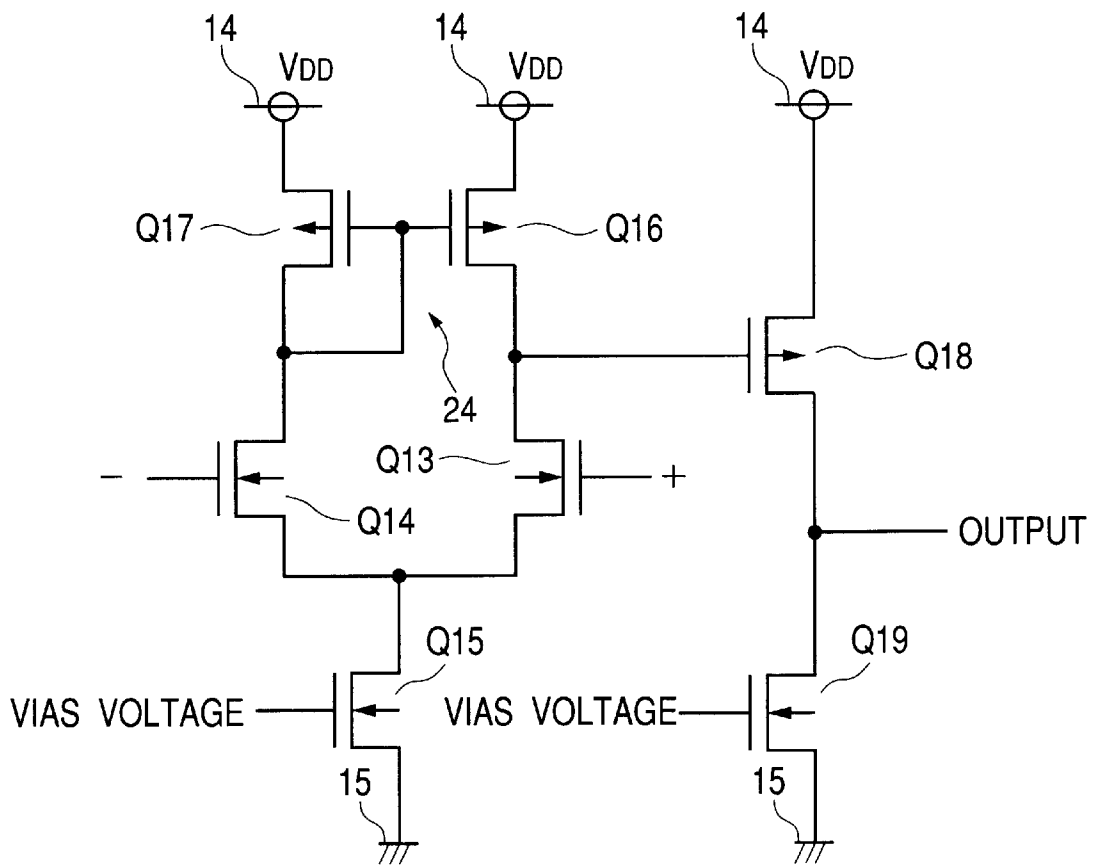 14 14 14
VDD VDD VDD
Q17 Q16
Q18
24
Q13
- +
Q14
OUTPUT
Q15 Q19
VIAS VOLTAGE VIAS VOLTAGE
15 15